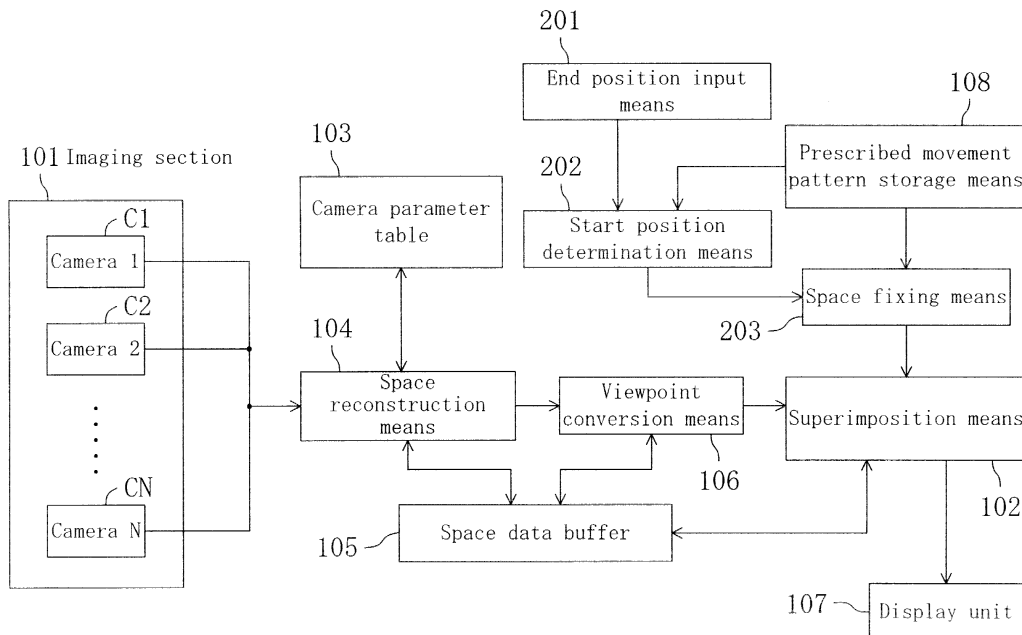 201
End position input
means
108
Prescribed movement
pattern storage means
103
Camera parameter
table
202
Start position
determination means
101 Imaging section
C1
Camera 1
C2
Camera 2
CN
Camera N
Space fixing means
203
104
Space
reconstruction
means
Viewpoint
conversion means
106
Superimposition means
102
105
Space data buffer
107
Display unit